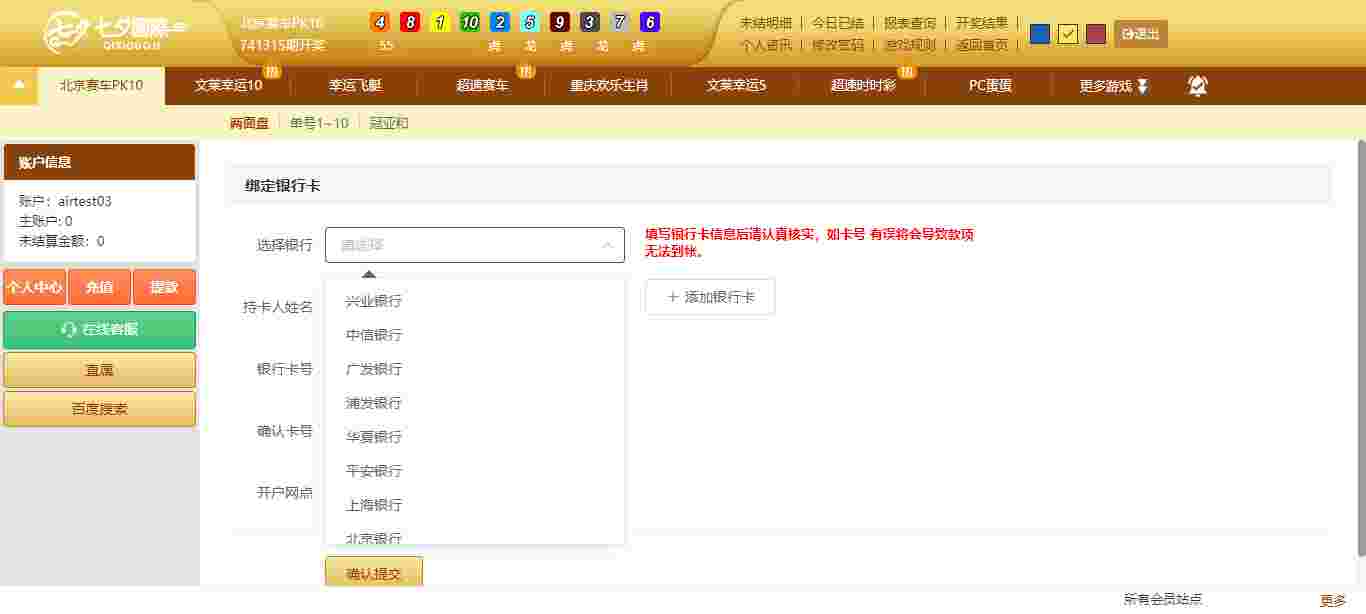 七夕國際
QIXIGUOJI
北京赛车PK10
741315期开奖
4 8 1 10 2 5 9 3 7 6
55 虎 龙 虎 龙 虎
未结明细 今日已结 报表查询 开奖结果
个人资讯 修改密码 游戏规则 返回首页
退出
北京赛车PK10 文莱幸运10 热 幸运飞艇 超速赛车 热 重庆欢乐生肖 文莱幸运5 超速时时彩 热 PC蛋蛋 更多游戏
两面盘 单号1~10 冠亚和
账户信息
账户：airtest03
主账户: 0
未结算金额：0
个人中心 充值 提款
在线客服
直属
百度搜索
绑定银行卡
选择银行 请选择
填写银行卡信息后请认真核实，如卡号 有误将会导致款项
无法到帐。
持卡人姓名
添加银行卡
银行卡号
确认卡号
开户网点
兴业银行
中信银行
广发银行
浦发银行
华夏银行
平安银行
上海银行
北京银行
确认提交
所有会员站点 更多